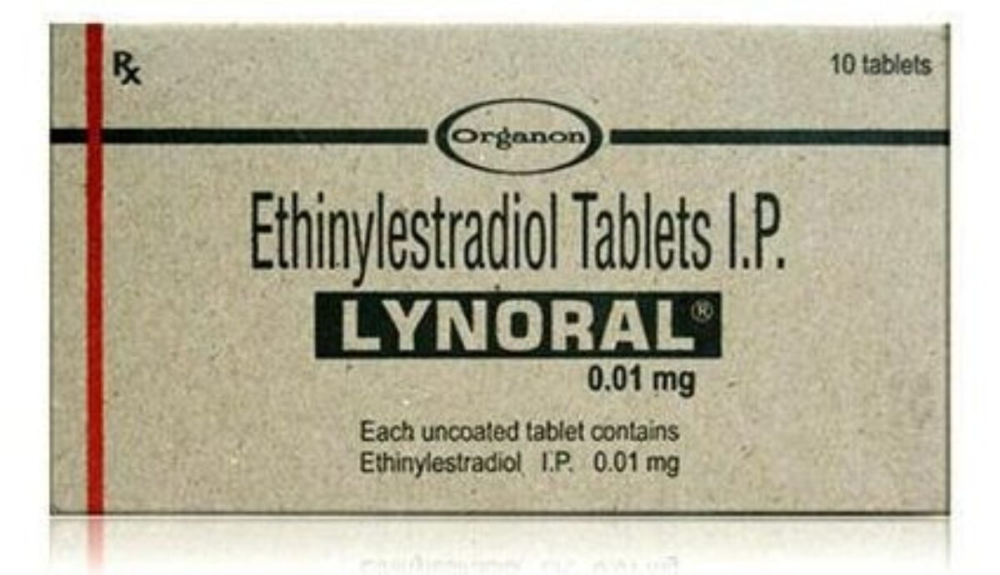 Rx
10 tablets
Organon
Ethinylestradiol Tablets I.P.
LYNORAL®
0.01 mg
Each uncoated tablet contains
Ethinylestradiol I.P. 0.01 mg